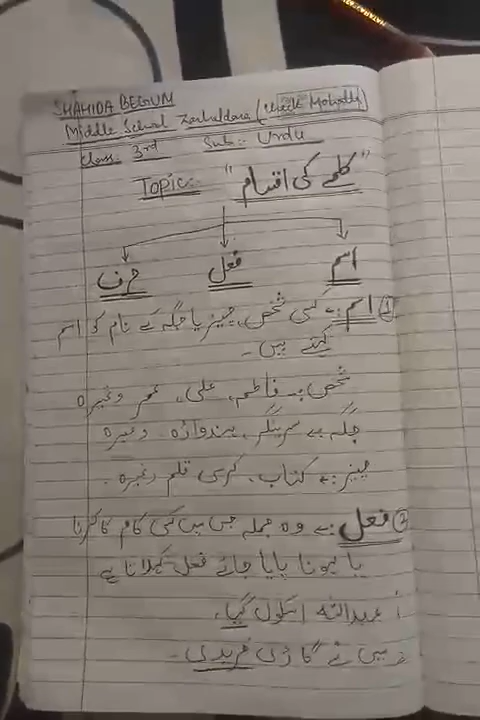 SHAHIDA BEGUM
Middle School Zachaldara (Check Mohalla)
Class: 3rd Sub:- Urdu
Topic:- "کلمے کی اقسام"
اسم فعل حرف
① اسم:- کسی شخص، چیز یا جگہ کے نام کو اسم
کہتے ہیں۔
شخص:- فاطمہ، علی، عمر وغیرہ
جگہ:- سرینگر، ہندوارہ وغیرہ
چیز:- کتاب، کرسی قلم وغیرہ۔
② فعل:- وہ جملہ جس میں کسی کام کا کرنا
یا ہونا پایا جائے فعل کہلاتا ہے
عبداللہ اسکول گیا۔
میں نے گاڑی خریدی۔